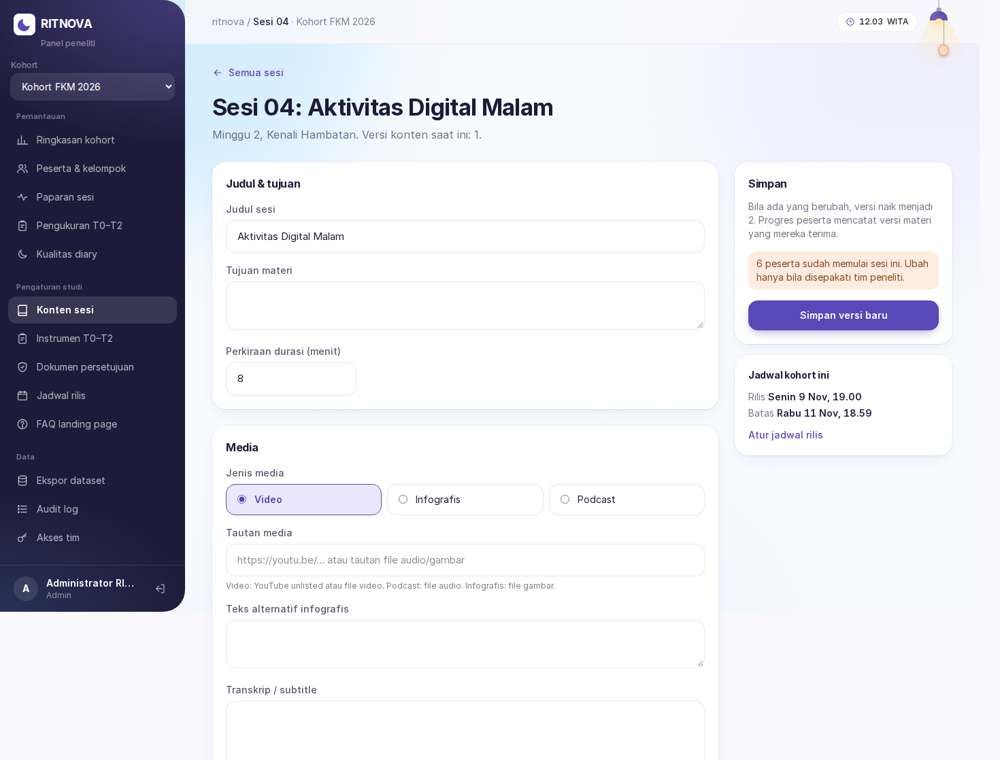 RITNOVA
Panel peneliti
Kohort
Kohort FKM 2026
Pemantauan
Ringkasan kohort
Peserta & kelompok
Paparan sesi
Pengukuran T0–T2
Kualitas diary
Pengaturan studi
Konten sesi
Instrumen T0–T2
Dokumen persetujuan
Jadwal rilis
FAQ landing page
Data
Ekspor dataset
Audit log
Akses tim
A
Administrator RI...
Admin
ritnova / Sesi 04 · Kohort FKM 2026
12.03 WITA
← Semua sesi
Sesi 04: Aktivitas Digital Malam
Minggu 2, Kenali Hambatan. Versi konten saat ini: 1.
Judul & tujuan
Judul sesi
Aktivitas Digital Malam
Tujuan materi
Perkiraan durasi (menit)
8
Media
Jenis media
Video
Infografis
Podcast
Tautan media
https://youtu.be/... atau tautan file audio/gambar
Video: YouTube unlisted atau file video. Podcast: file audio. Infografis: file gambar.
Teks alternatif infografis
Transkrip / subtitle
Simpan
Bila ada yang berubah, versi naik menjadi
2. Progres peserta mencatat versi materi
yang mereka terima.
6 peserta sudah memulai sesi ini. Ubah
hanya bila disepakati tim peneliti.
Simpan versi baru
Jadwal kohort ini
Rilis Senin 9 Nov, 19.00
Batas Rabu 11 Nov, 18.59
Atur jadwal rilis